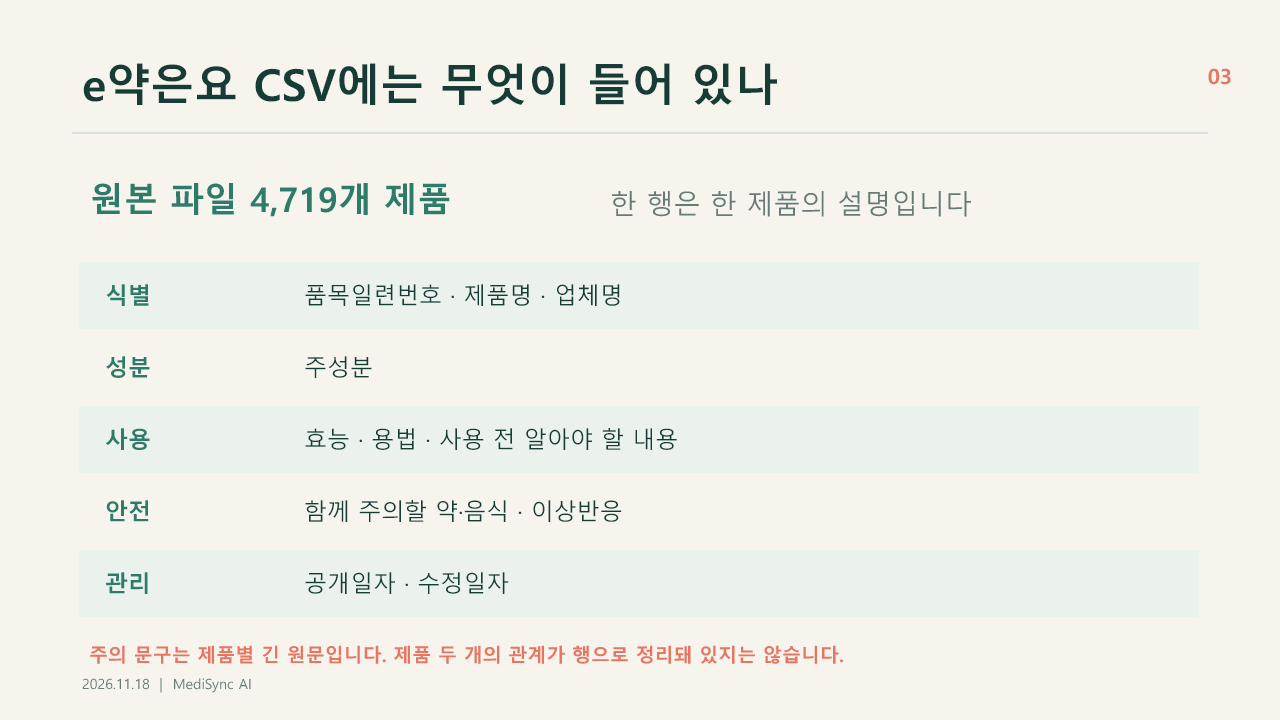 e약은요 CSV에는 무엇이 들어 있나
03
원본 파일 4,719개 제품
한 행은 한 제품의 설명입니다
식별
품목일련번호 · 제품명 · 업체명
성분
주성분
사용
효능 · 용법 · 사용 전 알아야 할 내용
안전
함께 주의할 약·음식 · 이상반응
관리
공개일자 · 수정일자
주의 문구는 제품별 긴 원문입니다. 제품 두 개의 관계가 행으로 정리돼 있지는 않습니다.
2026.11.18 | MediSync AI